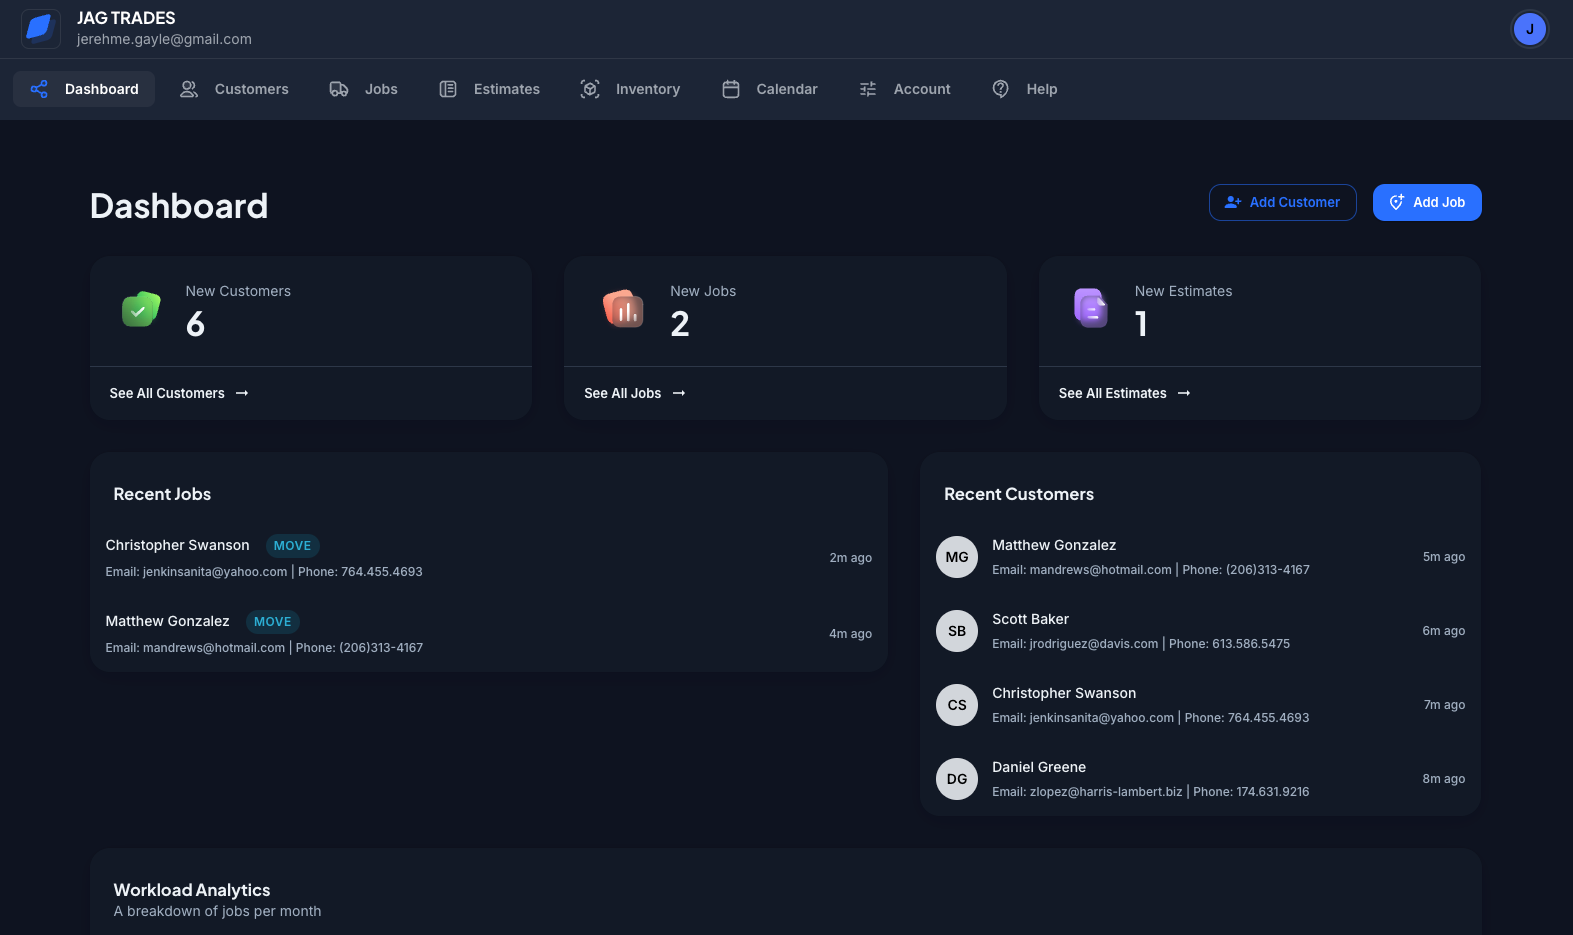 JAG TRADES
jerehme.gayle@gmail.com
J
Dashboard
Customers
Jobs
Estimates
Inventory
Calendar
Account
Help
Dashboard
Add Customer
Add Job
New Customers
6
See All Customers →
New Jobs
2
See All Jobs →
New Estimates
1
See All Estimates →
Recent Jobs
Christopher Swanson MOVE
Email: jenkinsanita@yahoo.com | Phone: 764.455.4693
2m ago
Matthew Gonzalez MOVE
Email: mandrews@hotmail.com | Phone: (206)313-4167
4m ago
Recent Customers
MG
Matthew Gonzalez
Email: mandrews@hotmail.com | Phone: (206)313-4167
5m ago
SB
Scott Baker
Email: jrodriguez@davis.com | Phone: 613.586.5475
6m ago
CS
Christopher Swanson
Email: jenkinsanita@yahoo.com | Phone: 764.455.4693
7m ago
DG
Daniel Greene
Email: zlopez@harris-lambert.biz | Phone: 174.631.9216
8m ago
Workload Analytics
A breakdown of jobs per month